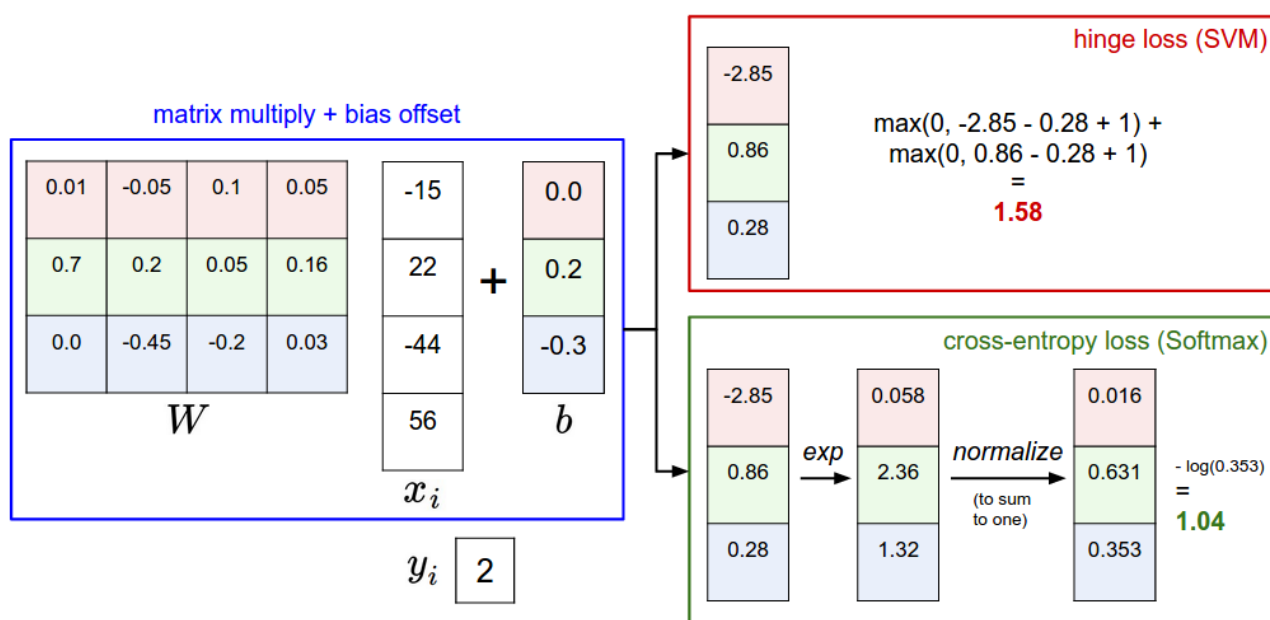 matrix multiply + bias offset
0.01 -0.05 0.1 0.05
0.7 0.2 0.05 0.16
0.0 -0.45 -0.2 0.03
W
-15
22
-44
56
x_i
+
0.0
0.2
-0.3
b
y_i 2
hinge loss (SVM)
-2.85
0.86
0.28
max(0, -2.85 - 0.28 + 1) +
max(0, 0.86 - 0.28 + 1)
=
1.58
cross-entropy loss (Softmax)
-2.85
0.86
0.28
exp
0.058
2.36
1.32
normalize
(to sum
to one)
0.016
0.631
0.353
- log(0.353)
=
1.04